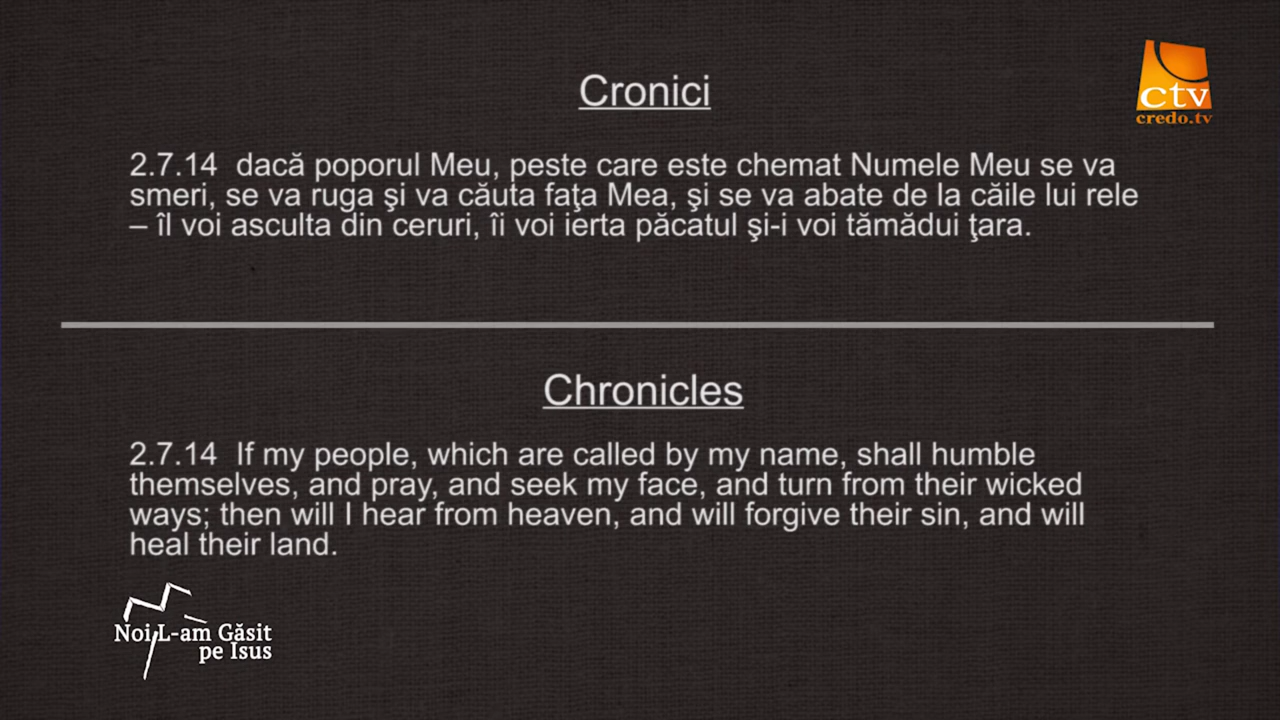 Cronici
ctv
credo.tv
2.7.14 dacă poporul Meu, peste care este chemat Numele Meu se va
smeri, se va ruga şi va căuta faţa Mea, şi se va abate de la căile lui rele
– îl voi asculta din ceruri, îi voi ierta păcatul şi-i voi tămădui ţara.
Chronicles
2.7.14 If my people, which are called by my name, shall humble
themselves, and pray, and seek my face, and turn from their wicked
ways; then will I hear from heaven, and will forgive their sin, and will
heal their land.
Noi L-am Găsit
pe Isus